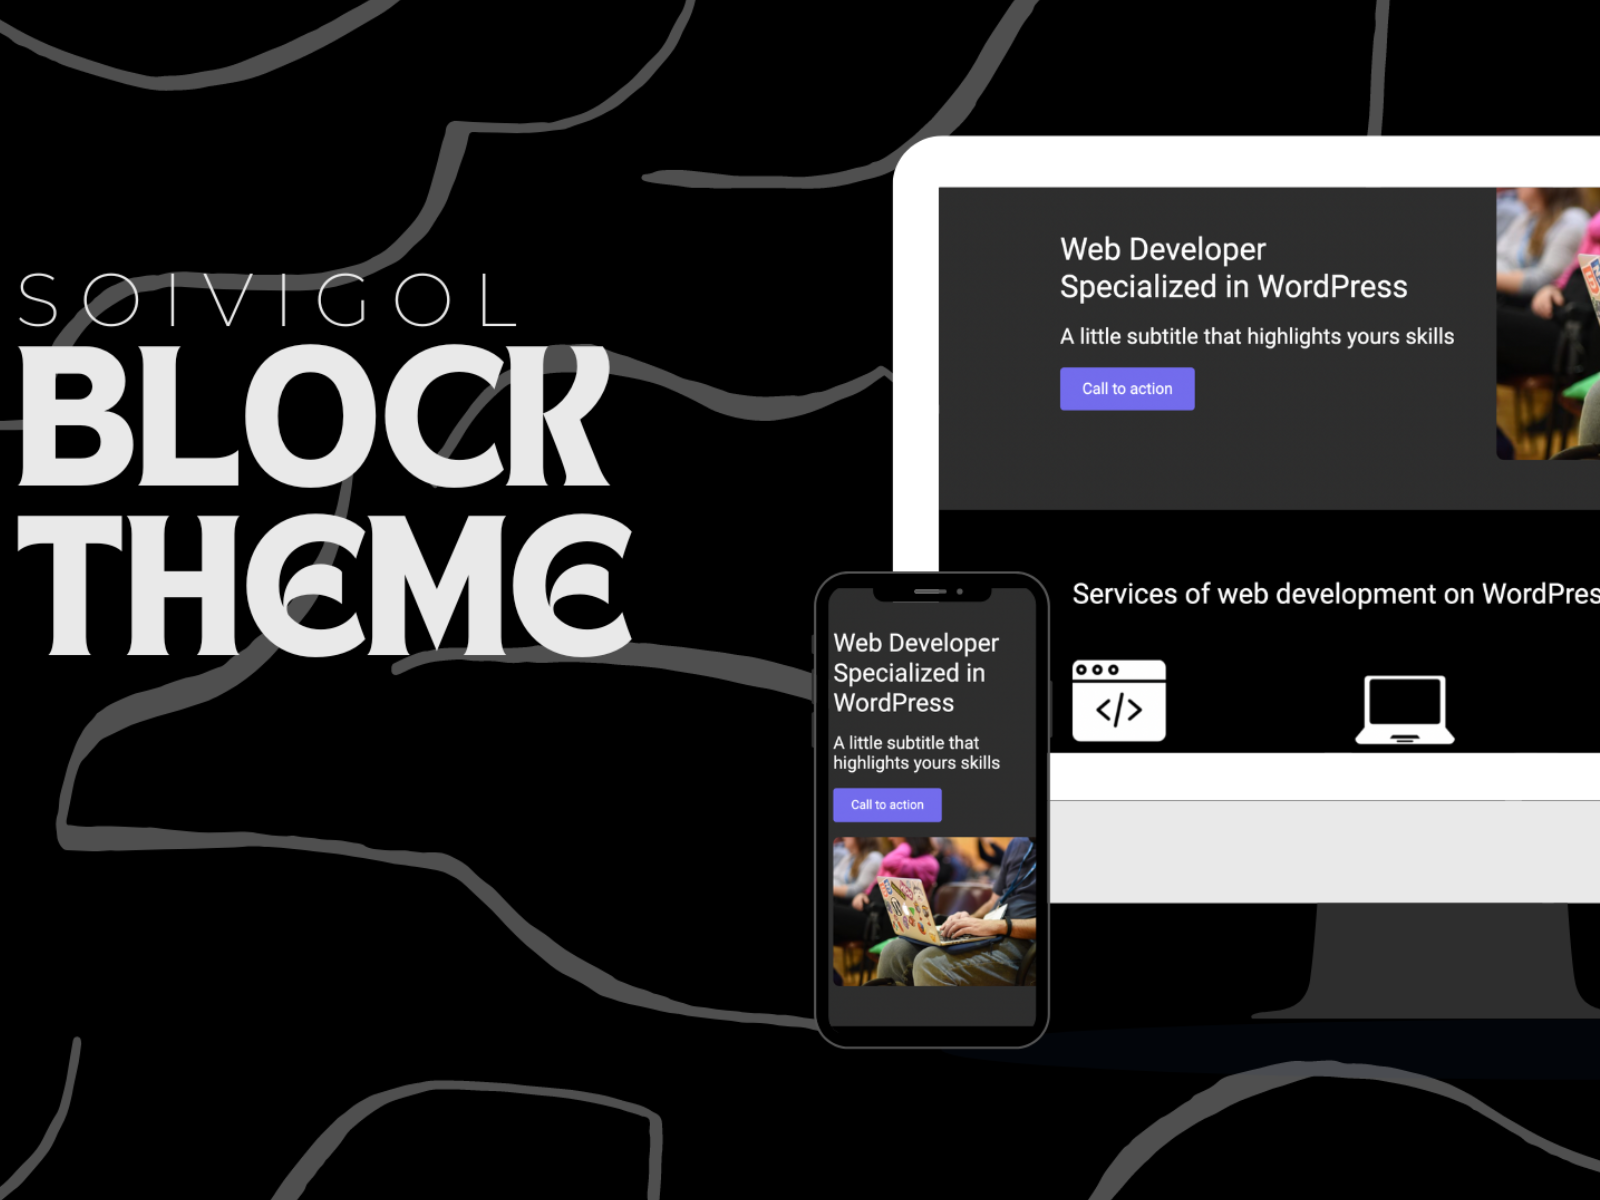 SOIVIGOL
BLOCK
THEME
Web Developer
Specialized in WordPress
A little subtitle that highlights yours skills
Call to action
Services of web development on WordPres
</>
Web Developer
Specialized in
WordPress
A little subtitle that
highlights yours skills
Call to action